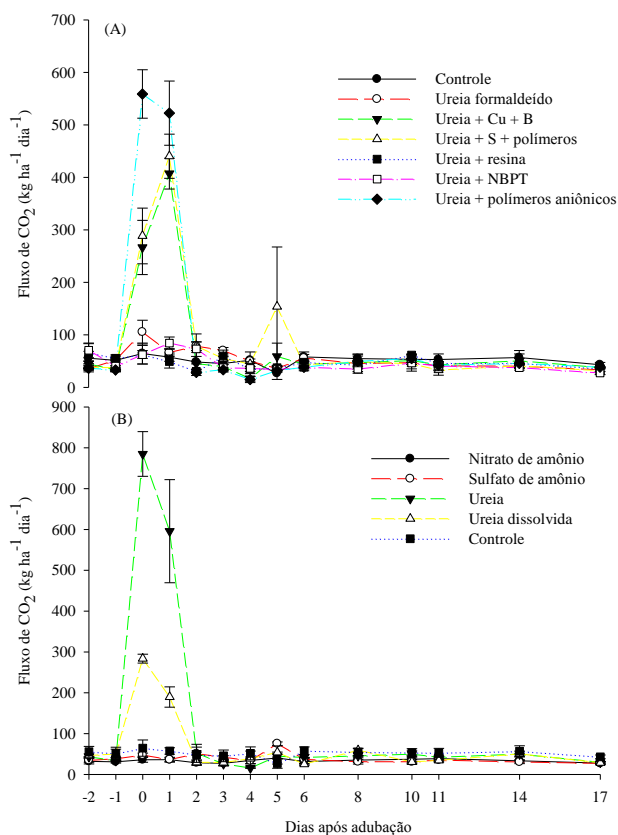 (A)
700
600
500
400
300
200
100
0
Fluxo de CO2 (kg ha-1 dia-1)
Controle
Ureia formaldeído
Ureia + Cu + B
Ureia + S + polímeros
Ureia + resina
Ureia + NBPT
Ureia + polímeros aniônicos
(B)
900
800
700
600
500
400
300
200
100
0
Fluxo de CO2 (kg ha-1 dia-1)
Nitrato de amônio
Sulfato de amônio
Ureia
Ureia dissolvida
Controle
-2 -1 0 1 2 3 4 5 6 8 10 11 14 17
Dias após adubação